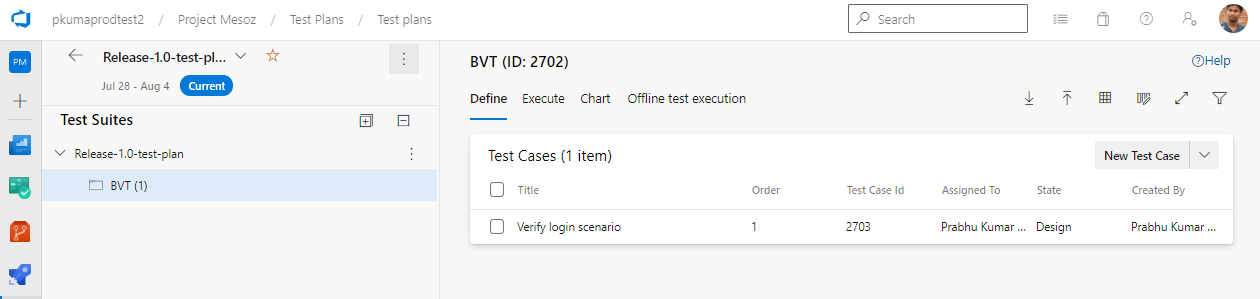 pkumaprodtest2 / Project Mesoz / Test Plans / Test plans
Search
PM
Release-1.0-test-pl...
Jul 28 - Aug 4 Current
Test Suites
Release-1.0-test-plan
BVT (1)
BVT (ID: 2702)
Help
Define Execute Chart Offline test execution
Test Cases (1 item)
New Test Case
Title Order Test Case Id Assigned To State Created By
Verify login scenario 1 2703 Prabhu Kumar ... Design Prabhu Kumar ...